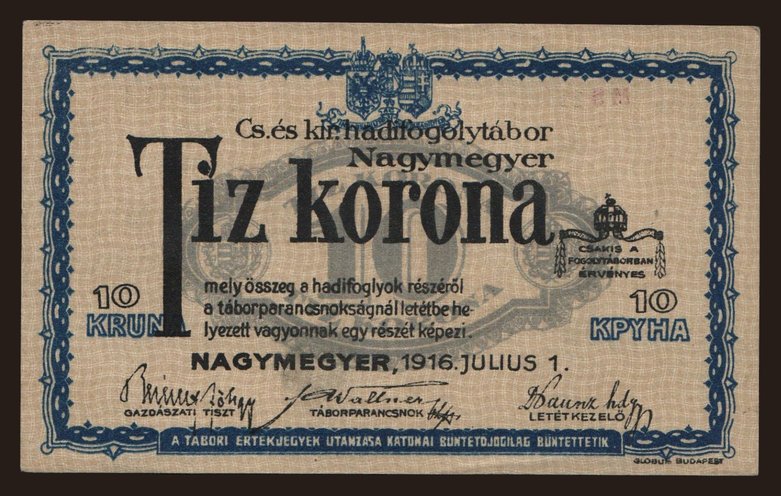 Cs. és kir. hadifogolytábor
Nagymegyer
Tiz korona
CSAKIS A
FOGOLYTÁBORBAN
ÉRVÉNYES
mely összeg a hadifoglyok részéről
a táborparancsnokságnál letétbe he-
lyezett vagyonnak egy részét képezi.
10
KRUNA
10
КРУНА
NAGYMEGYER, 1916. JULIUS 1.
GAZDÁSZATI TISZT
TÁBORPARANCSNOK
LETÉTKEZELŐ
A TÁBORI ÉRTÉKJEGYEK UTÁNZÁSA KATONAI BÜNTETŐJOGILAG BÜNTETTETIK
GLOBUS BUDAPEST